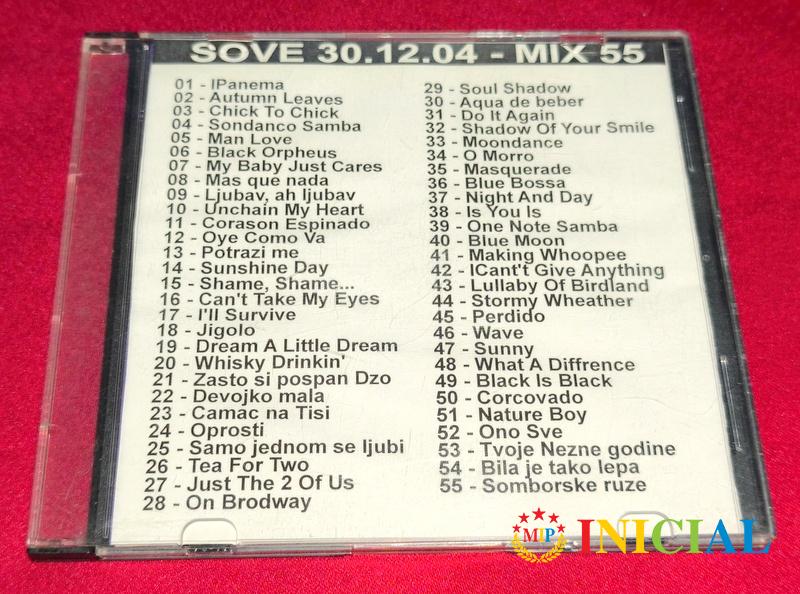 SOVE 30.12.04 - MIX 55
01 - IPanema
02 - Autumn Leaves
03 - Chick To Chick
04 - Sondanco Samba
05 - Man Love
06 - Black Orpheus
07 - My Baby Just Cares
08 - Mas que nada
09 - Ljubav, ah ljubav
10 - Unchain My Heart
11 - Corason Espinado
12 - Oye Como Va
13 - Potrazi me
14 - Sunshine Day
15 - Shame, Shame...
16 - Can't Take My Eyes
17 - I'll Survive
18 - Jigolo
19 - Dream A Little Dream
20 - Whisky Drinkin'
21 - Zasto si pospan Dzo
22 - Devojko mala
23 - Camac na Tisi
24 - Oprosti
25 - Samo jednom se ljubi
26 - Tea For Two
27 - Just The 2 Of Us
28 - On Brodway
29 - Soul Shadow
30 - Aqua de beber
31 - Do It Again
32 - Shadow Of Your Smile
33 - Moondance
34 - O Morro
35 - Masquerade
36 - Blue Bossa
37 - Night And Day
38 - Is You Is
39 - One Note Samba
40 - Blue Moon
41 - Making Whoopee
42 - ICant't Give Anything
43 - Lullaby Of Birdland
44 - Stormy Wheather
45 - Perdido
46 - Wave
47 - Sunny
48 - What A Diffrence
49 - Black Is Black
50 - Corcovado
51 - Nature Boy
52 - Ono Sve
53 - Tvoje Nezne godine
54 - Bila je tako lepa
55 - Somborske ruze
MIP INICIAL